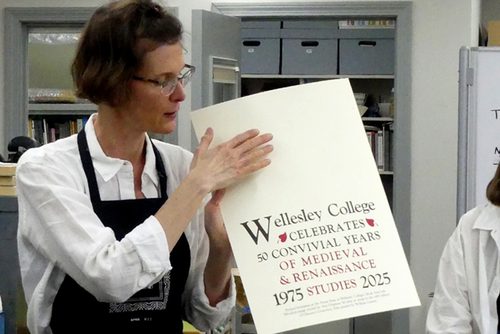 Wellesley College
CELEBRATES
50 CONVIVIAL YEARS
OF MEDIEVAL
& RENAISSANCE
1975 STUDIES 2025